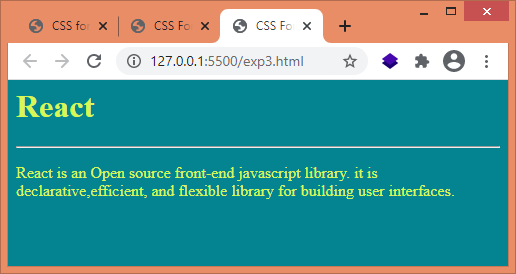 CSS for
CSS Fo
CSS Fo
127.0.0.1:5500/exp3.html
React
React is an Open source front-end javascript library. it is
declarative,efficient, and flexible library for building user interfaces.